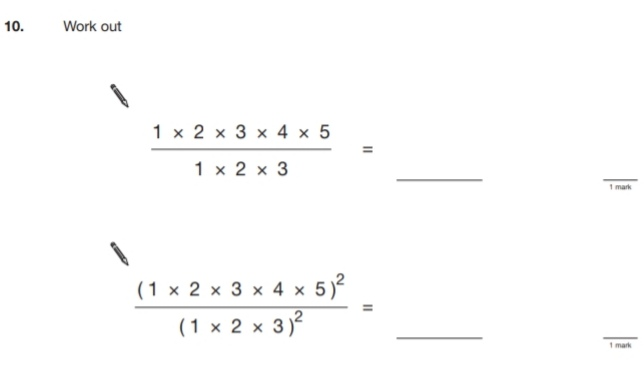 10. Work out
1 × 2 × 3 × 4 × 5
1 × 2 × 3
=
1 mark
(1 × 2 × 3 × 4 × 5)²
(1 × 2 × 3)²
=
1 mark